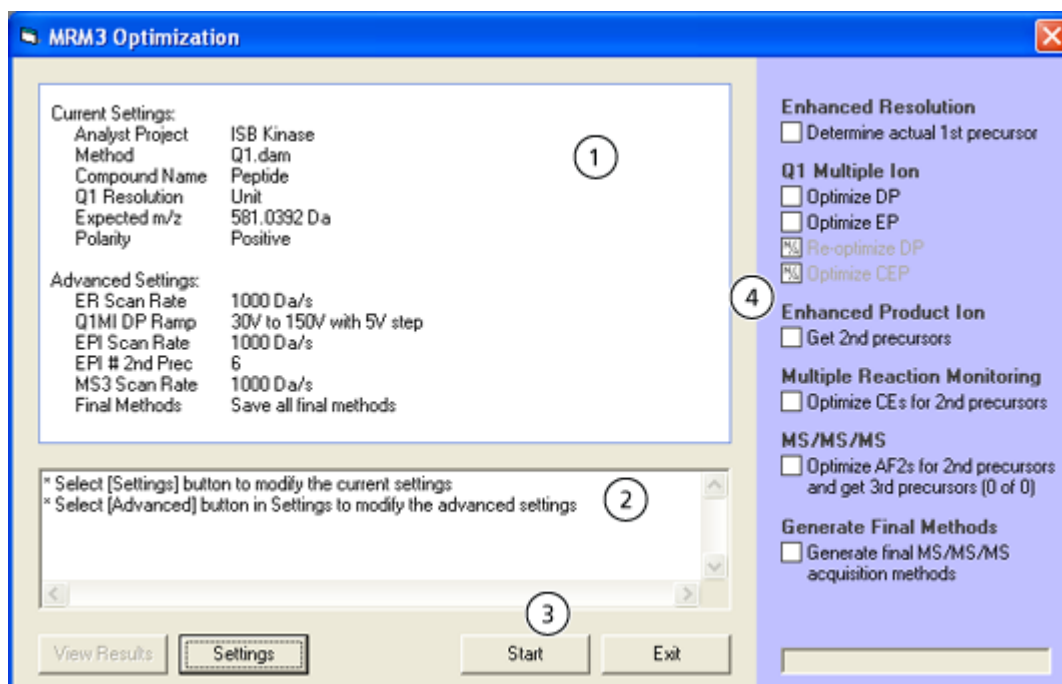 MRM3 Optimization
Current Settings:
Analyst Project ISB Kinase
Method Q1.dam
Compound Name Peptide
Q1 Resolution Unit
Expected m/z 581.0392 Da
Polarity Positive
Advanced Settings:
ER Scan Rate 1000 Da/s
Q1MI DP Ramp 30V to 150V with 5V step
EPI Scan Rate 1000 Da/s
EPI # 2nd Prec 6
MS3 Scan Rate 1000 Da/s
Final Methods Save all final methods
1
* Select [Settings] button to modify the current settings
* Select [Advanced] button in Settings to modify the advanced settings
2
3
View Results Settings Start Exit
4
Enhanced Resolution
Determine actual 1st precursor
Q1 Multiple Ion
Optimize DP
Optimize EP
N/A Re-optimize DP
N/A Optimize CEP
Enhanced Product Ion
Get 2nd precursors
Multiple Reaction Monitoring
Optimize CEs for 2nd precursors
MS/MS/MS
Optimize AF2s for 2nd precursors
and get 3rd precursors (0 of 0)
Generate Final Methods
Generate final MS/MS/MS
acquisition methods